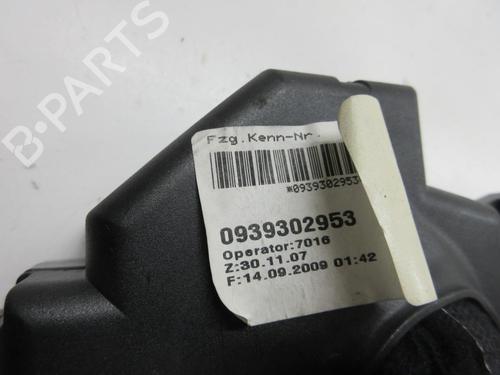 Fzg.Kenn-Nr.
*0939302953
0939302953
Operator:7016
Z:30.11.07
F:14.09.2009 01:42
B-PARTS